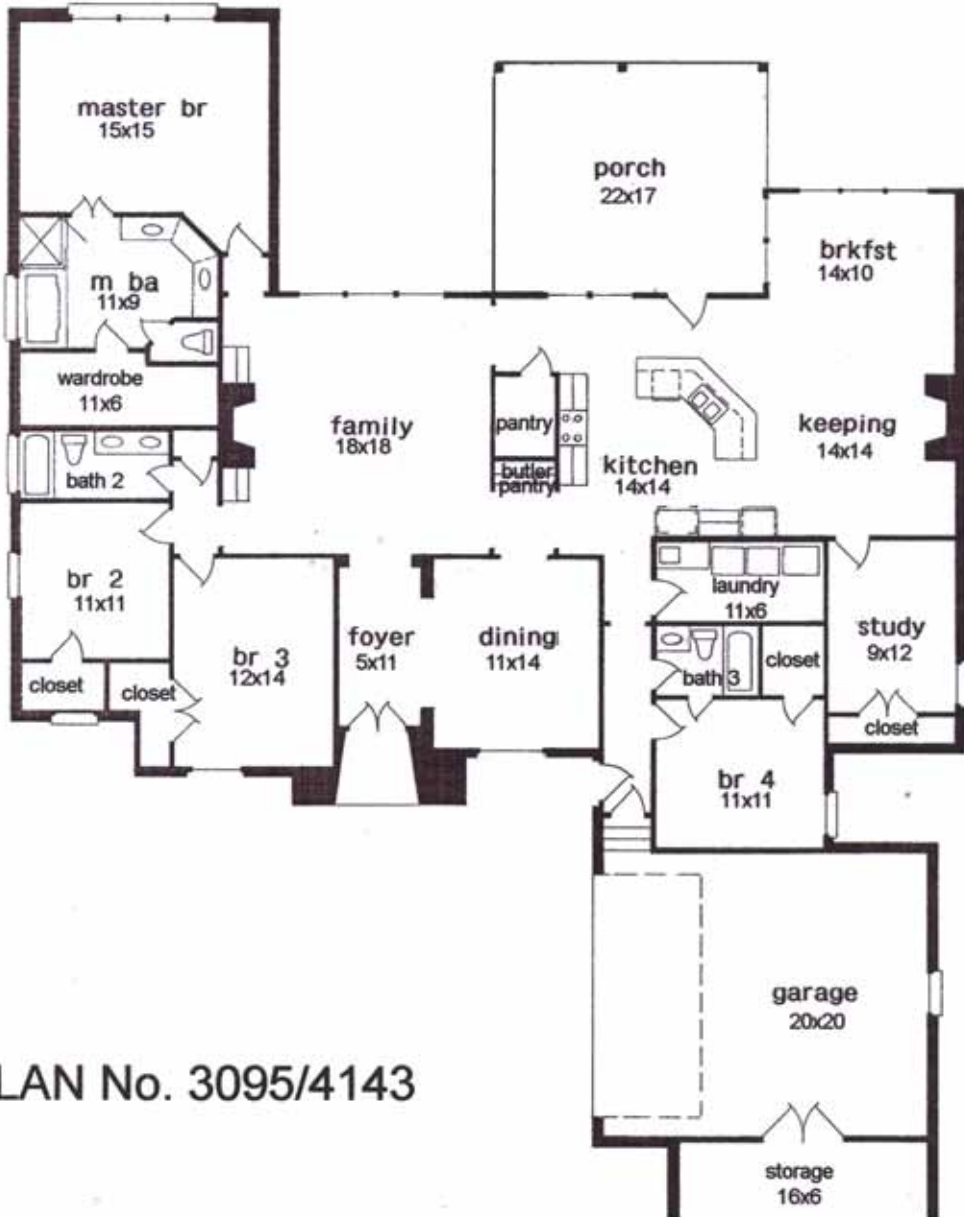 master br
15x15
porch
22x17
brkfst
14x10
m ba
11x9
wardrobe
11x6
family
18x18
pantry
keeping
14x14
butler
pantry
kitchen
14x14
bath 2
br 2
11x11
laundry
11x6
foyer
5x11
dining
11x14
study
9x12
br 3
12x14
closet
closet
bath 3
closet
closet
br 4
11x11
garage
20x20
LAN No. 3095/4143
storage
16x6